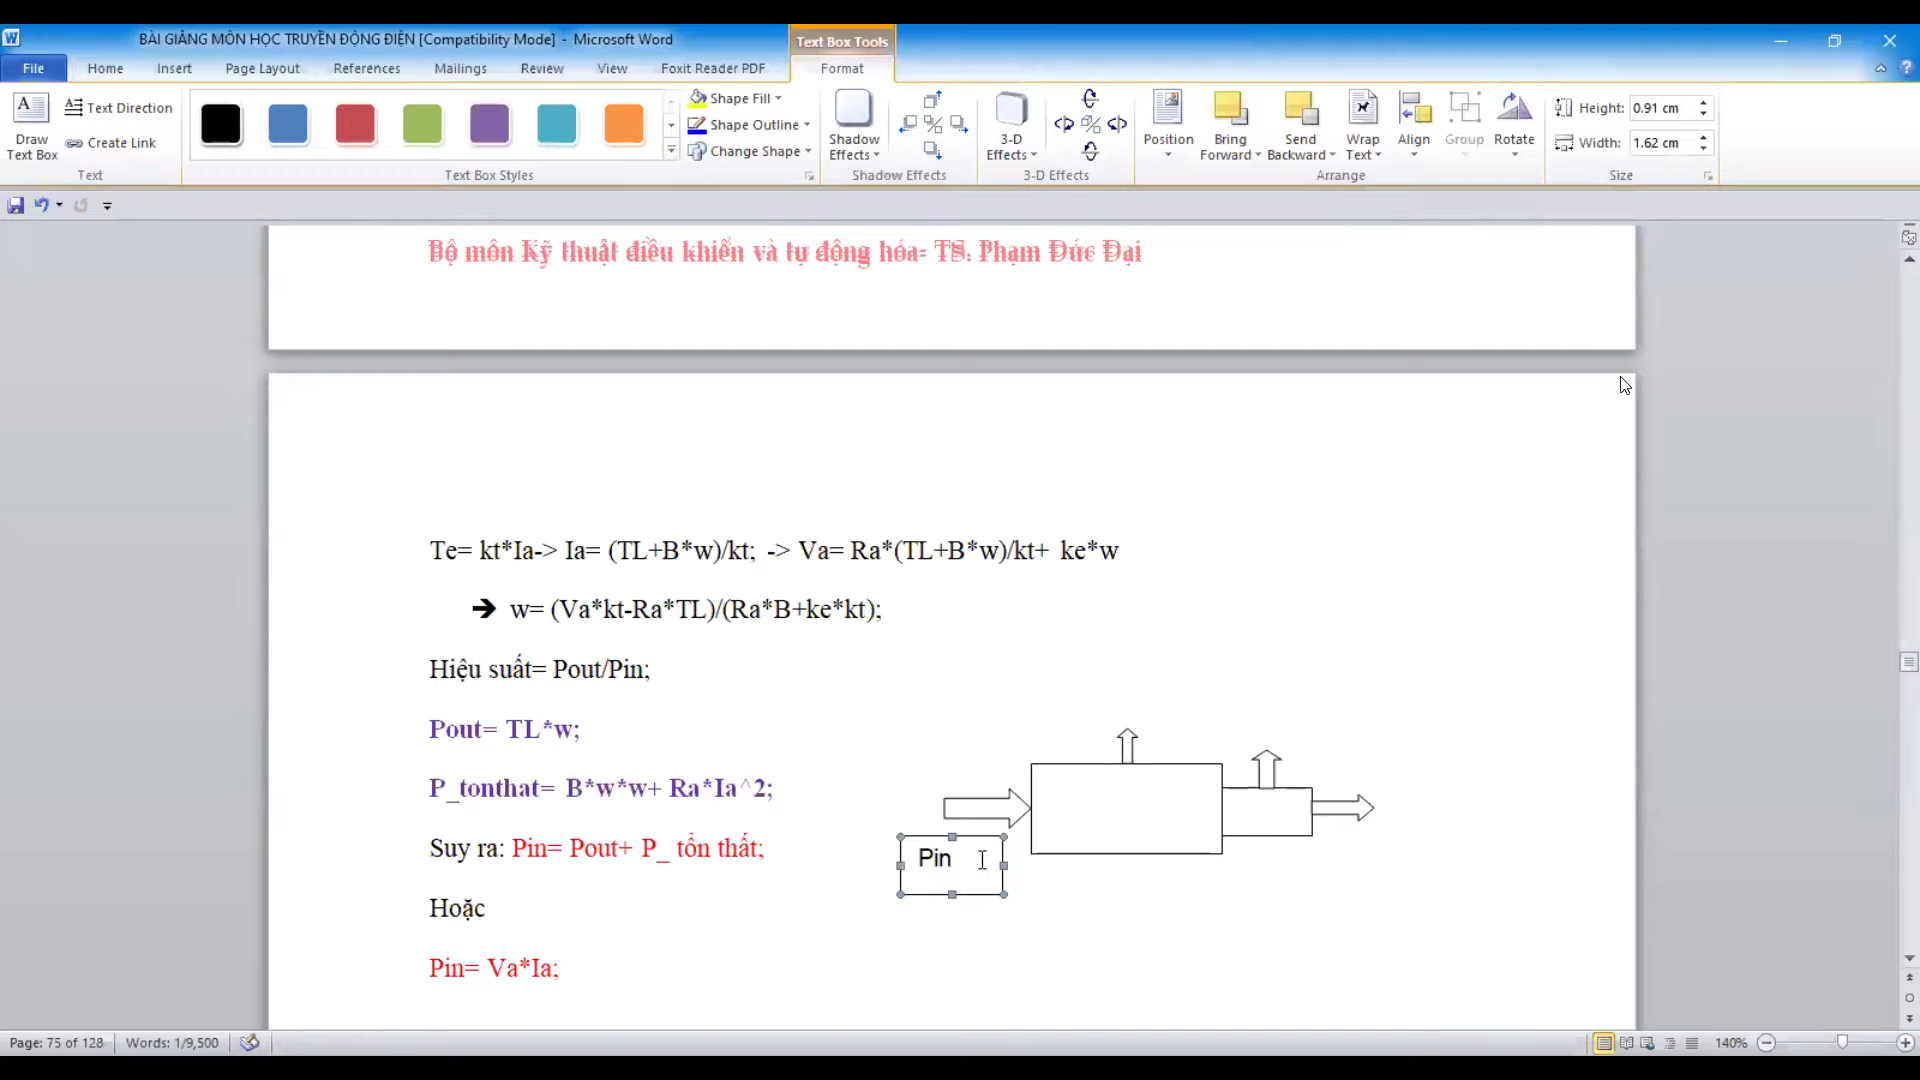 BÀI GIẢNG MÔN HỌC TRUYỀN ĐỘNG ĐIỆN [Compatibility Mode] - Microsoft Word
Text Box Tools
File Home Insert Page Layout References Mailings Review View Foxit Reader PDF Format
Draw Text Box
Text Direction
Create Link
Text
Text Box Styles
Shape Fill
Shape Outline
Change Shape
Shadow Effects
Shadow Effects
3-D Effects
3-D Effects
Position
Bring Forward
Send Backward
Wrap Text
Align
Group
Rotate
Arrange
Height: 0.91 cm
Width: 1.62 cm
Size
Bộ môn Kỹ thuật điều khiển và tự động hóa- TS. Phạm Đức Đại
Te= kt*Ia-> Ia= (TL+B*w)/kt; -> Va= Ra*(TL+B*w)/kt+ ke*w
➔ w= (Va*kt-Ra*TL)/(Ra*B+ke*kt);
Hiệu suất= Pout/Pin;
Pout= TL*w;
P_tonthat= B*w*w+ Ra*Ia^2;
Suy ra: Pin= Pout+ P_ tổn thất;
Pin
Hoặc
Pin= Va*Ia;
Page: 75 of 128 Words: 1/9,500 140%